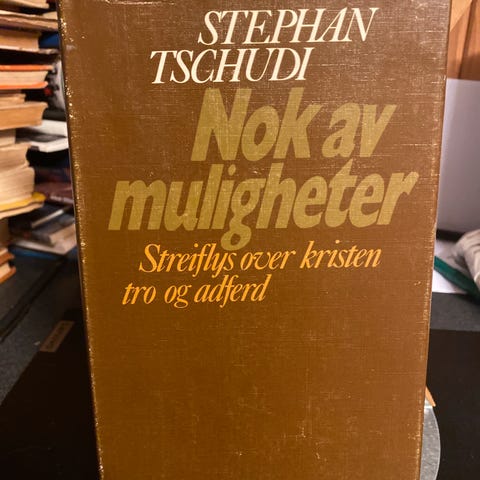 STEPHAN
TSCHUDI
Nok av
muligheter
Streiflys over kristen
tro og adferd